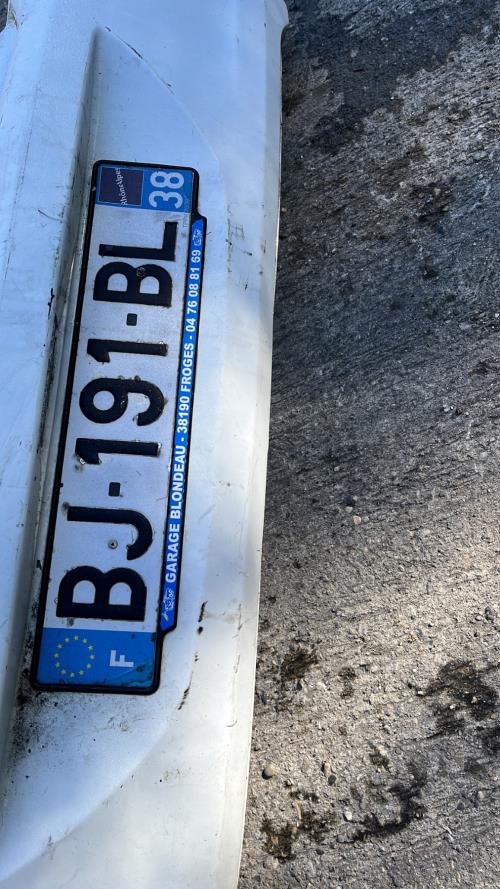 F BJ-191-BL RhôneAlpes 38
GARAGE BLONDEAU - 38190 FROGES - 04 76 08 81 69